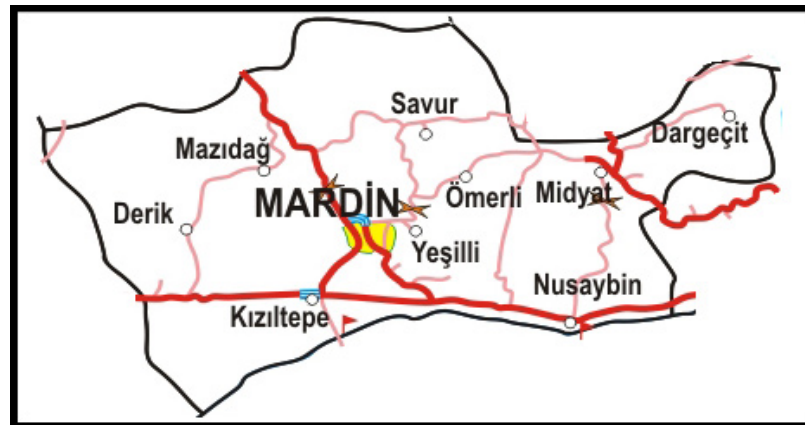 Savur
Dargeçit
Mazıdağ
MARDİN
Ömerli
Midyat
Derik
Yeşilli
Nusaybin
Kızıltepe